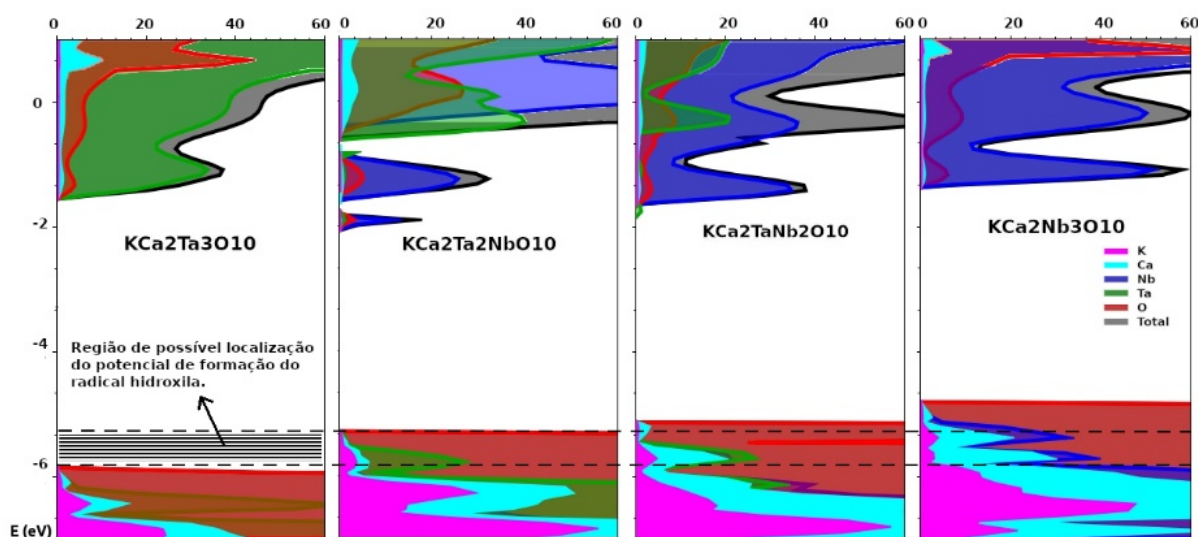 0 20 40 60 0 20 40 60 0 20 40 60 0 20 40 60
0
-2
KCa2Ta3O10 KCa2Ta2NbO10 KCa2TaNb2O10 KCa2Nb3O10
K
Ca
Nb
Ta
O
Total
-4
Região de possível localização
do potencial de formação do
radical hidroxila.
-6
E (eV)